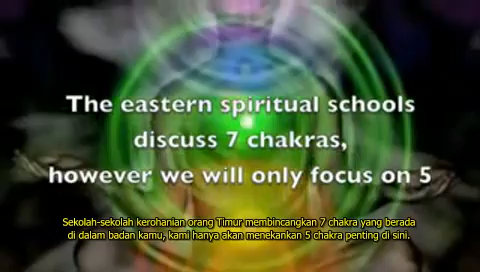 The eastern spiritual schools
discuss 7 chakras,
however we will only focus on 5
Sekolah-sekolah kerohanian orang Timur membincangkan 7 chakra yang berada
di dalam badan kamu, kami hanya akan menekankan 5 chakra penting di sini.